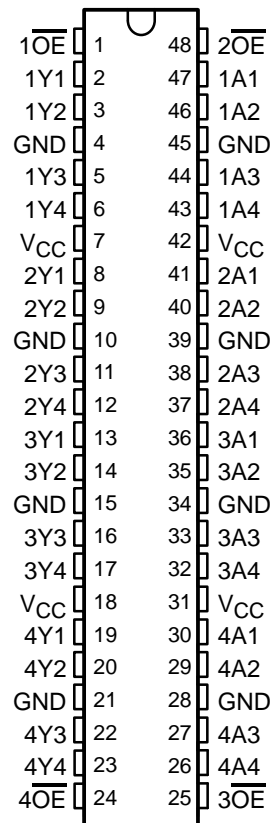 1OE 1 48 2OE
1Y1 2 47 1A1
1Y2 3 46 1A2
GND 4 45 GND
1Y3 5 44 1A3
1Y4 6 43 1A4
VCC 7 42 VCC
2Y1 8 41 2A1
2Y2 9 40 2A2
GND 10 39 GND
2Y3 11 38 2A3
2Y4 12 37 2A4
3Y1 13 36 3A1
3Y2 14 35 3A2
GND 15 34 GND
3Y3 16 33 3A3
3Y4 17 32 3A4
VCC 18 31 VCC
4Y1 19 30 4A1
4Y2 20 29 4A2
GND 21 28 GND
4Y3 22 27 4A3
4Y4 23 26 4A4
4OE 24 25 3OE